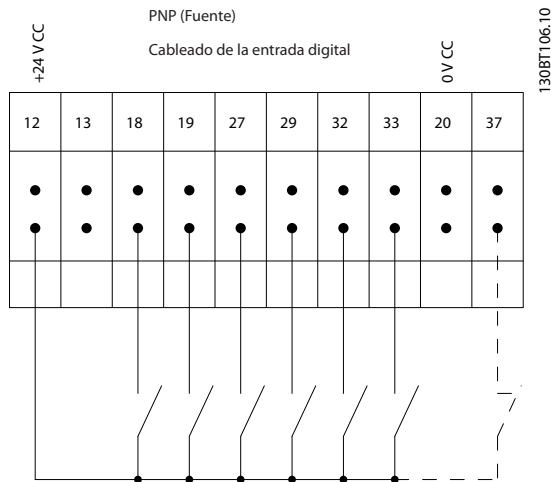 PNP (Fuente)
Cableado de la entrada digital
+24 V CC
0 V CC
130BT106.10
12 13 18 19 27 29 32 33 20 37